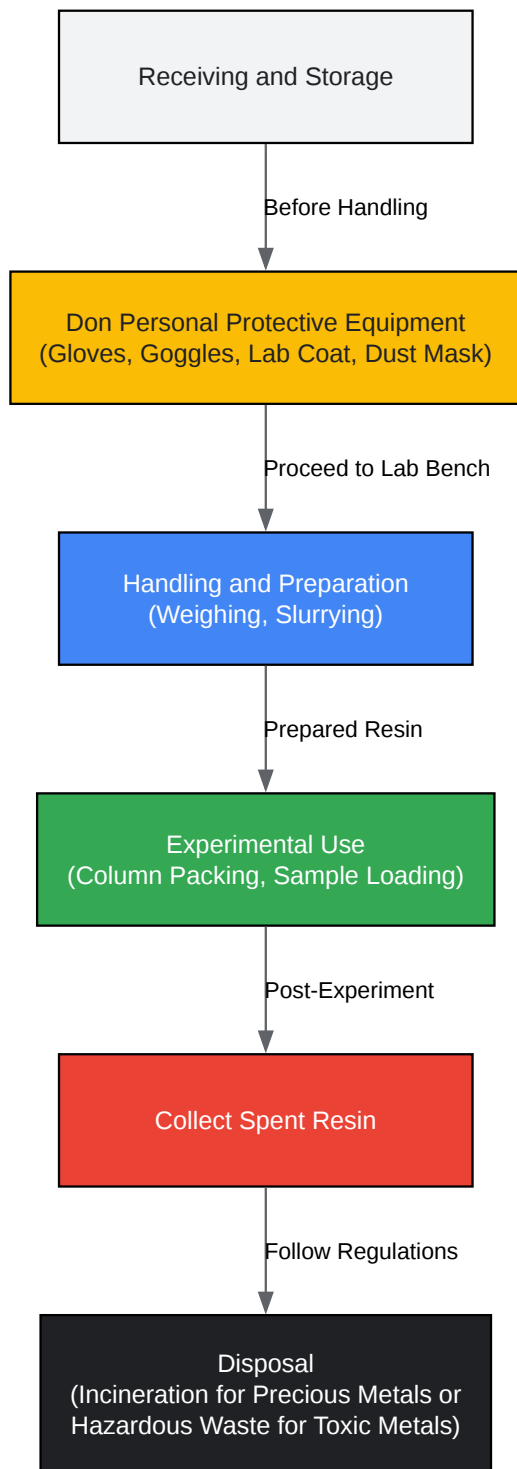 Receiving and Storage
Before Handling
Don Personal Protective Equipment
(Gloves, Goggles, Lab Coat, Dust Mask)
Proceed to Lab Bench
Handling and Preparation
(Weighing, Slurrying)
Prepared Resin
Experimental Use
(Column Packing, Sample Loading)
Post-Experiment
Collect Spent Resin
Follow Regulations
Disposal
(Incineration for Precious Metals or
Hazardous Waste for Toxic Metals)